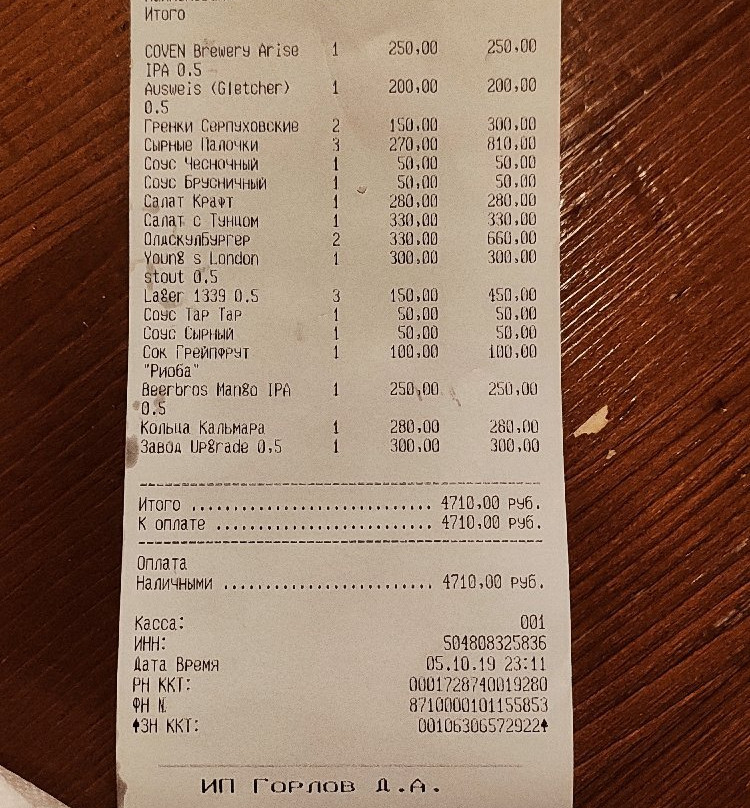 Итого
COVEN Brewery Arise 1 250,00 250,00
IPA 0.5
Ausweis (Gletcher) 1 200,00 200,00
0.5
Гренки Серпуховские 2 150,00 300,00
Сырные Палочки 3 270,00 810,00
Соус Чесночный 1 50,00 50,00
Соус Брусничный 1 50,00 50,00
Салат Крафт 1 280,00 280,00
Салат с Тунцом 1 330,00 330,00
ОлдскулБургер 2 330,00 660,00
Young s London 1 300,00 300,00
stout 0.5
Lager 1339 0.5 3 150,00 450,00
Соус Тар Тар 1 50,00 50,00
Соус Сырный 1 50,00 50,00
Сок Грейпфрут 1 100,00 100,00
"Риоба"
Beerbros Mango IPA 1 250,00 250,00
0.5
Кольца Кальмара 1 280,00 280,00
Завод Upgrade 0,5 1 300,00 300,00
Итого ............................. 4710,00 руб.
К оплате .......................... 4710,00 руб.
Оплата
Наличными ......................... 4710,00 руб.
Касса: 001
ИНН: 504808325836
Дата Время 05.10.19 23:11
РН ККТ: 0001728740019280
ФН № 8710000101155853
↑ЗН ККТ: 00106306572922↑
ИП Горлов Д.А.